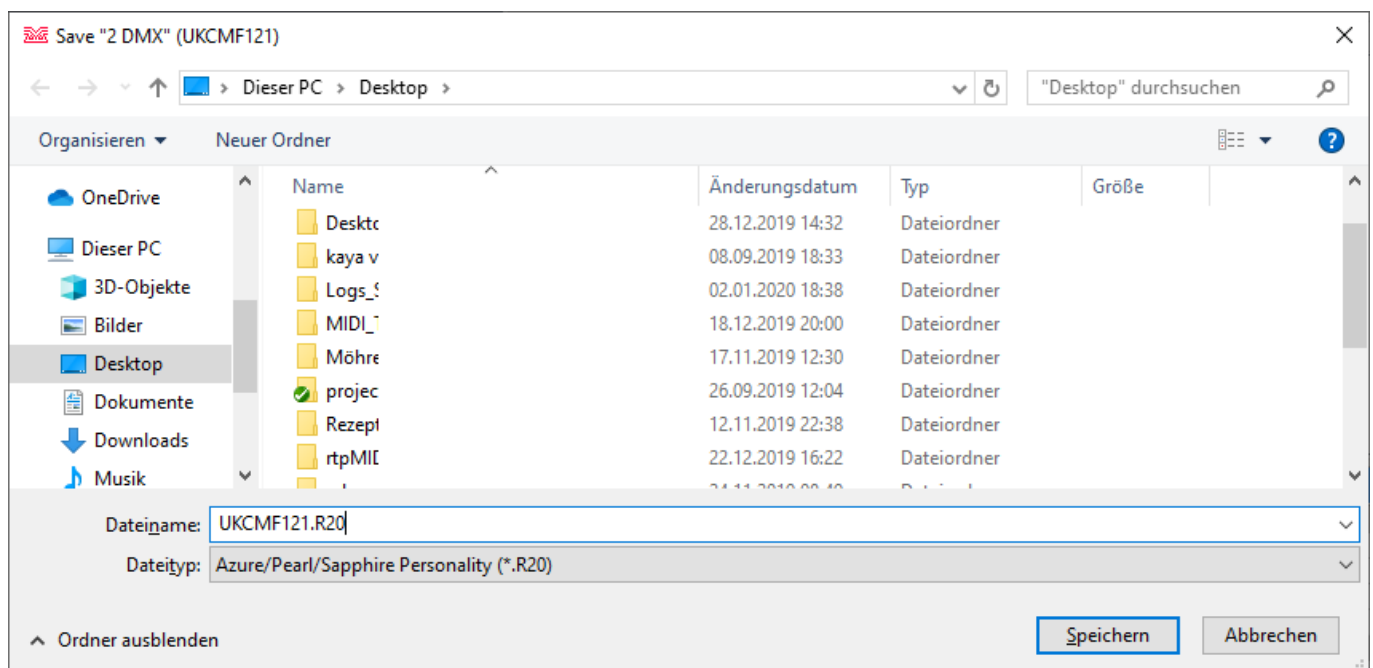 Save "2 DMX" (UKCMF121)
Dieser PC > Desktop >
"Desktop" durchsuchen
Organisieren
Neuer Ordner
OneDrive
Dieser PC
3D-Objekte
Bilder
Desktop
Dokumente
Downloads
Musik
Name Änderungsdatum Typ Größe
Desktc 28.12.2019 14:32 Dateiordner
kaya v 08.09.2019 18:33 Dateiordner
Logs_S 02.01.2020 18:38 Dateiordner
MIDI_T 18.12.2019 20:00 Dateiordner
Möhre 17.11.2019 12:30 Dateiordner
projec 26.09.2019 12:04 Dateiordner
Rezept 12.11.2019 22:38 Dateiordner
rtpMID 22.12.2019 16:22 Dateiordner
Dateiname: UKCMF121.R20
Dateityp: Azure/Pearl/Sapphire Personality (*.R20)
Ordner ausblenden
Speichern
Abbrechen